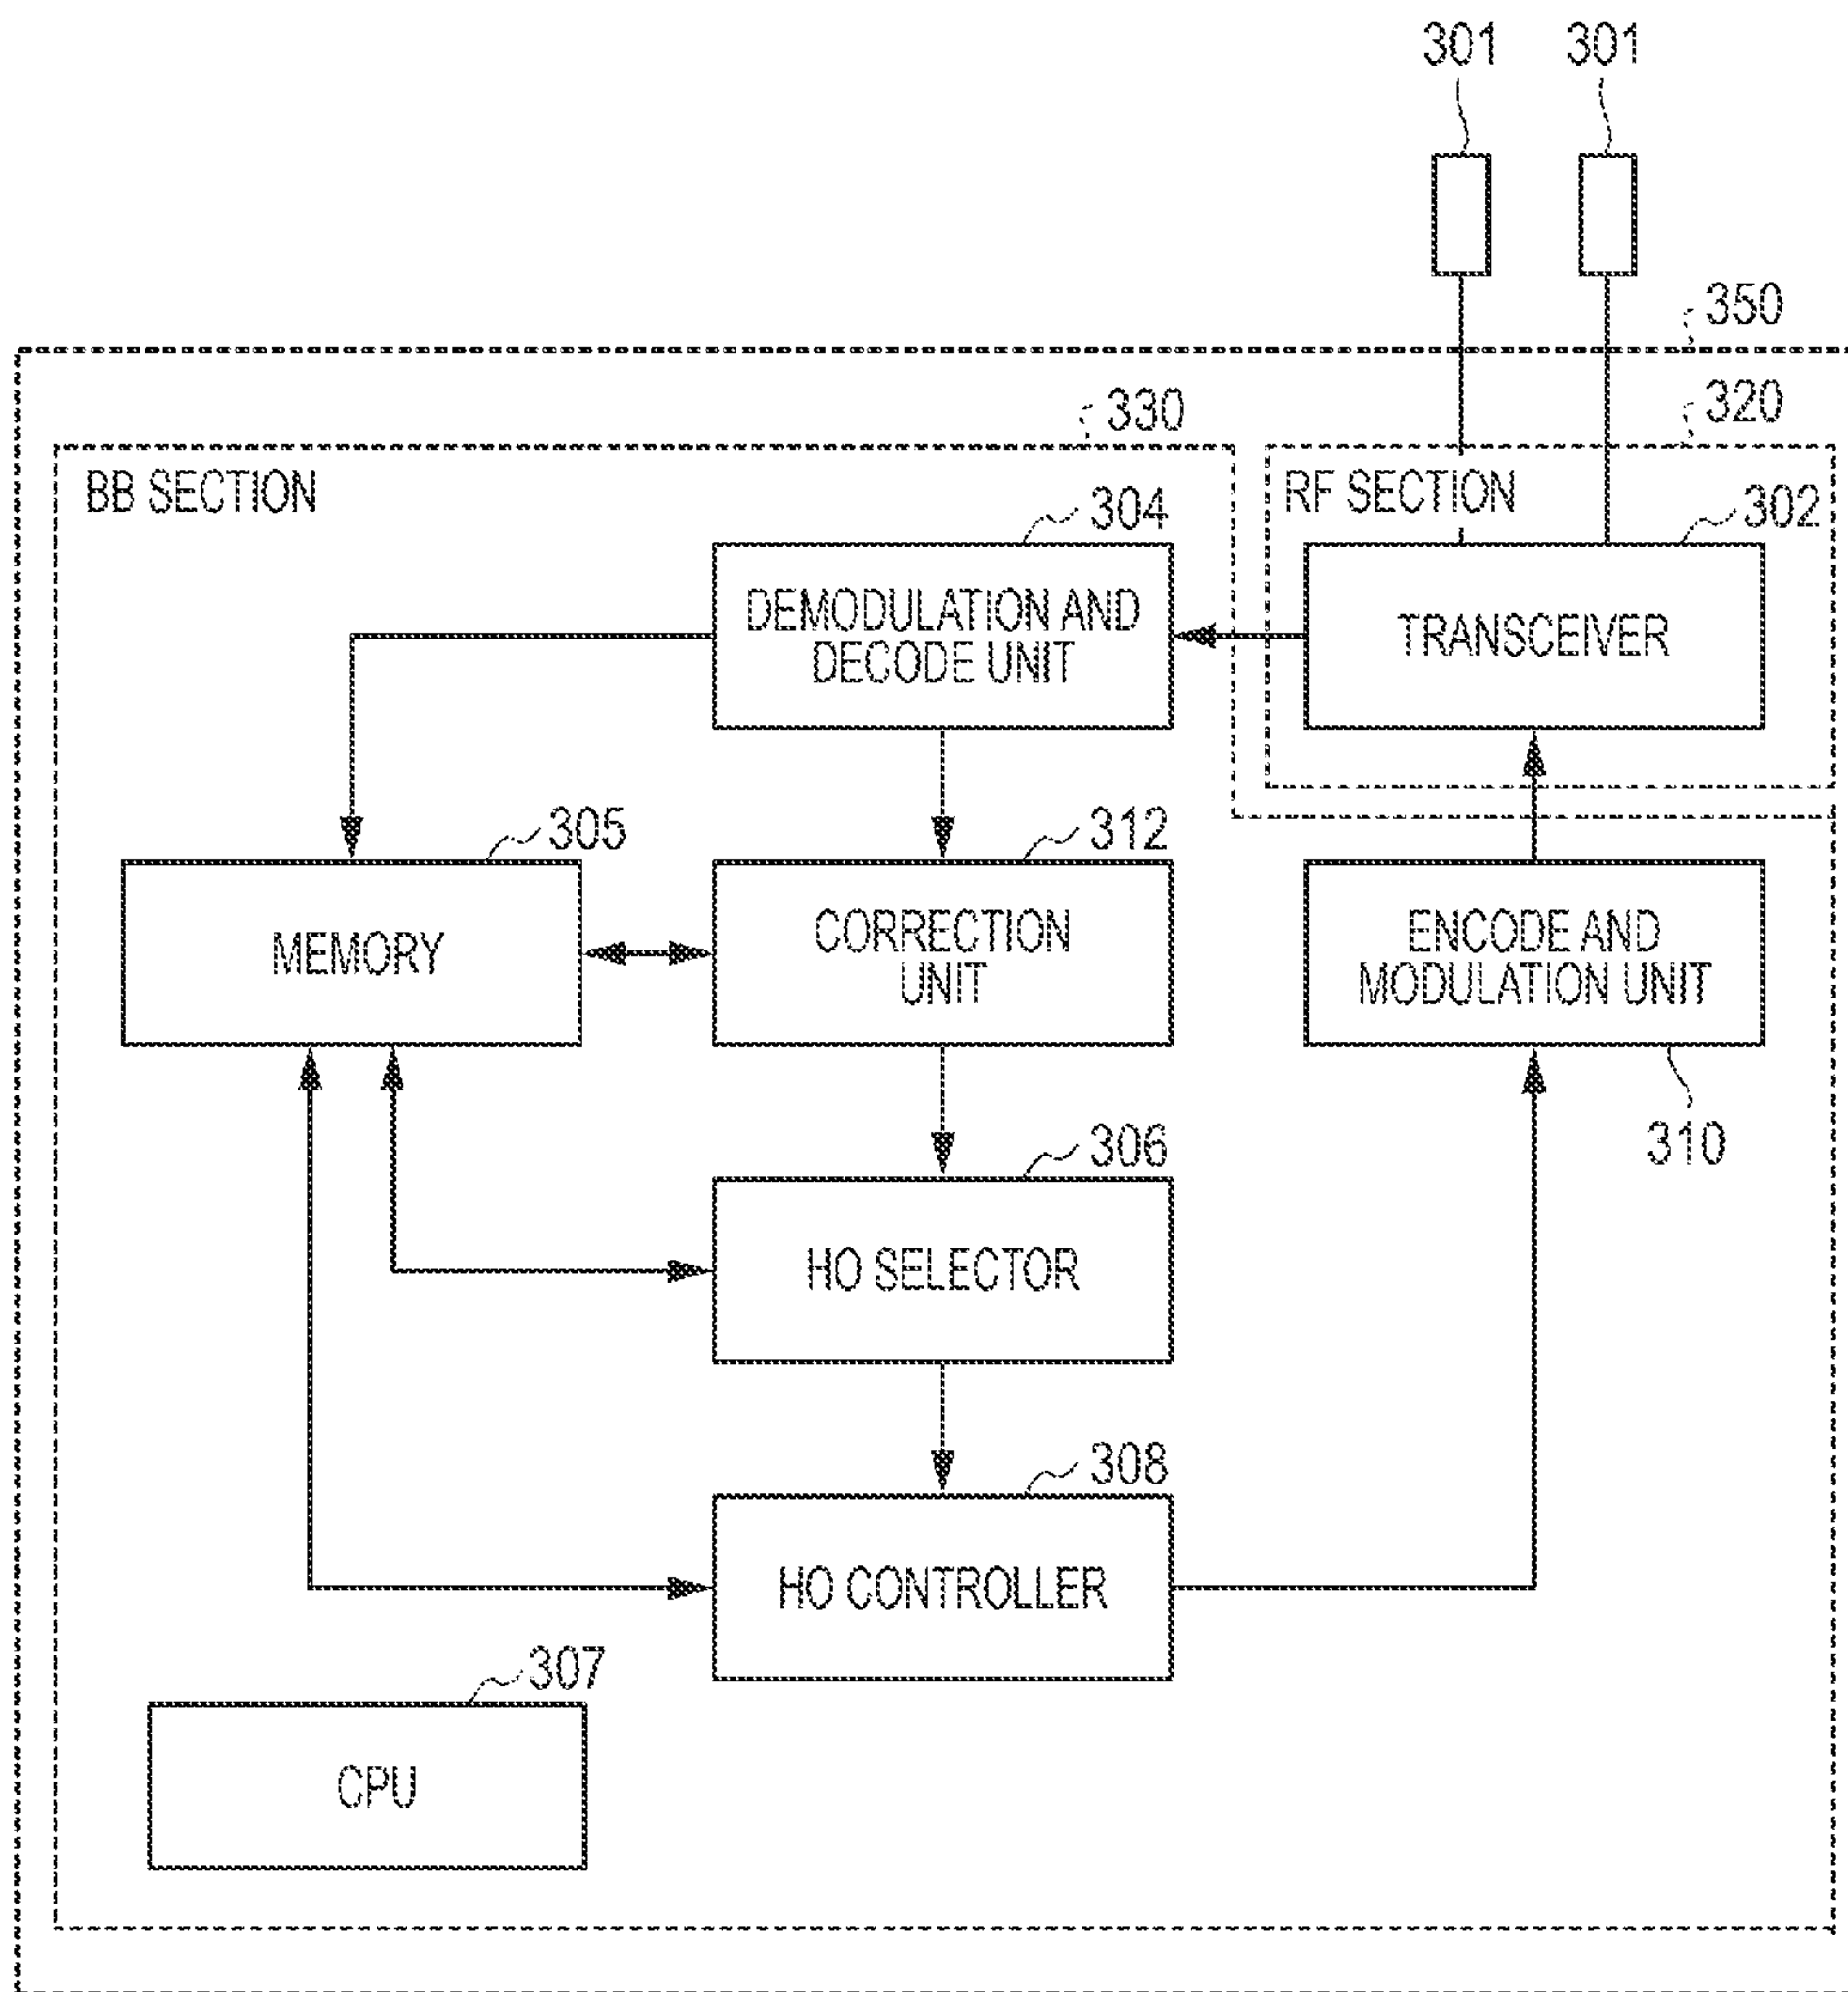 301 301
350
330 320
BB SECTION
RF SECTION
304 302
DEMODULATION AND
DECODE UNIT
TRANSCEIVER
305 312
MEMORY
CORRECTION
UNIT
ENCODE AND
MODULATION UNIT
306 310
HO SELECTOR
308
HO CONTROLLER
307
CPU